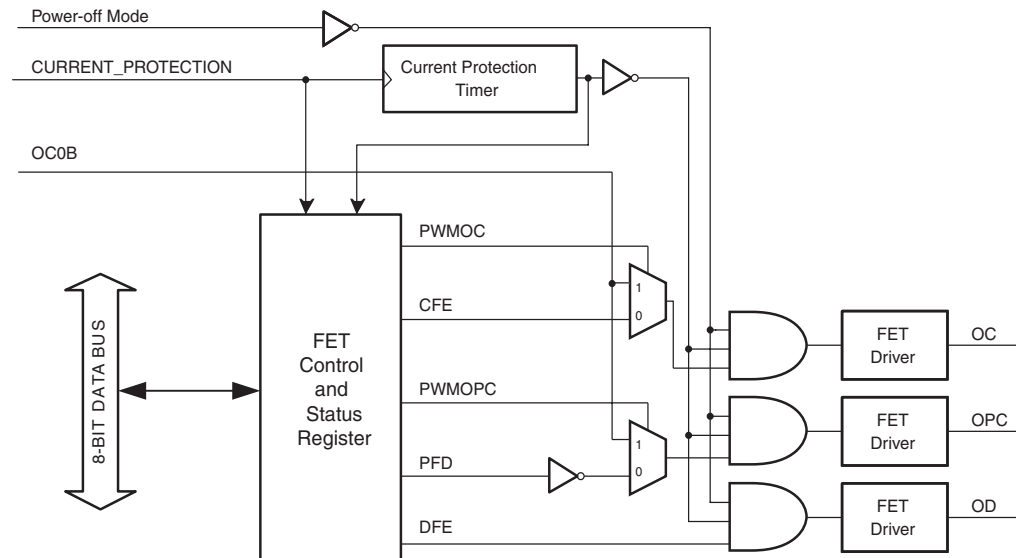 Power-off Mode
CURRENT_PROTECTION
Current Protection
Timer
OC0B
PWMOC
1
0
CFE
8-BIT DATA BUS
FET
Control
and
Status
Register
FET
Driver
OC
PWMOPC
1
0
PFD
FET
Driver
OPC
DFE
FET
Driver
OD